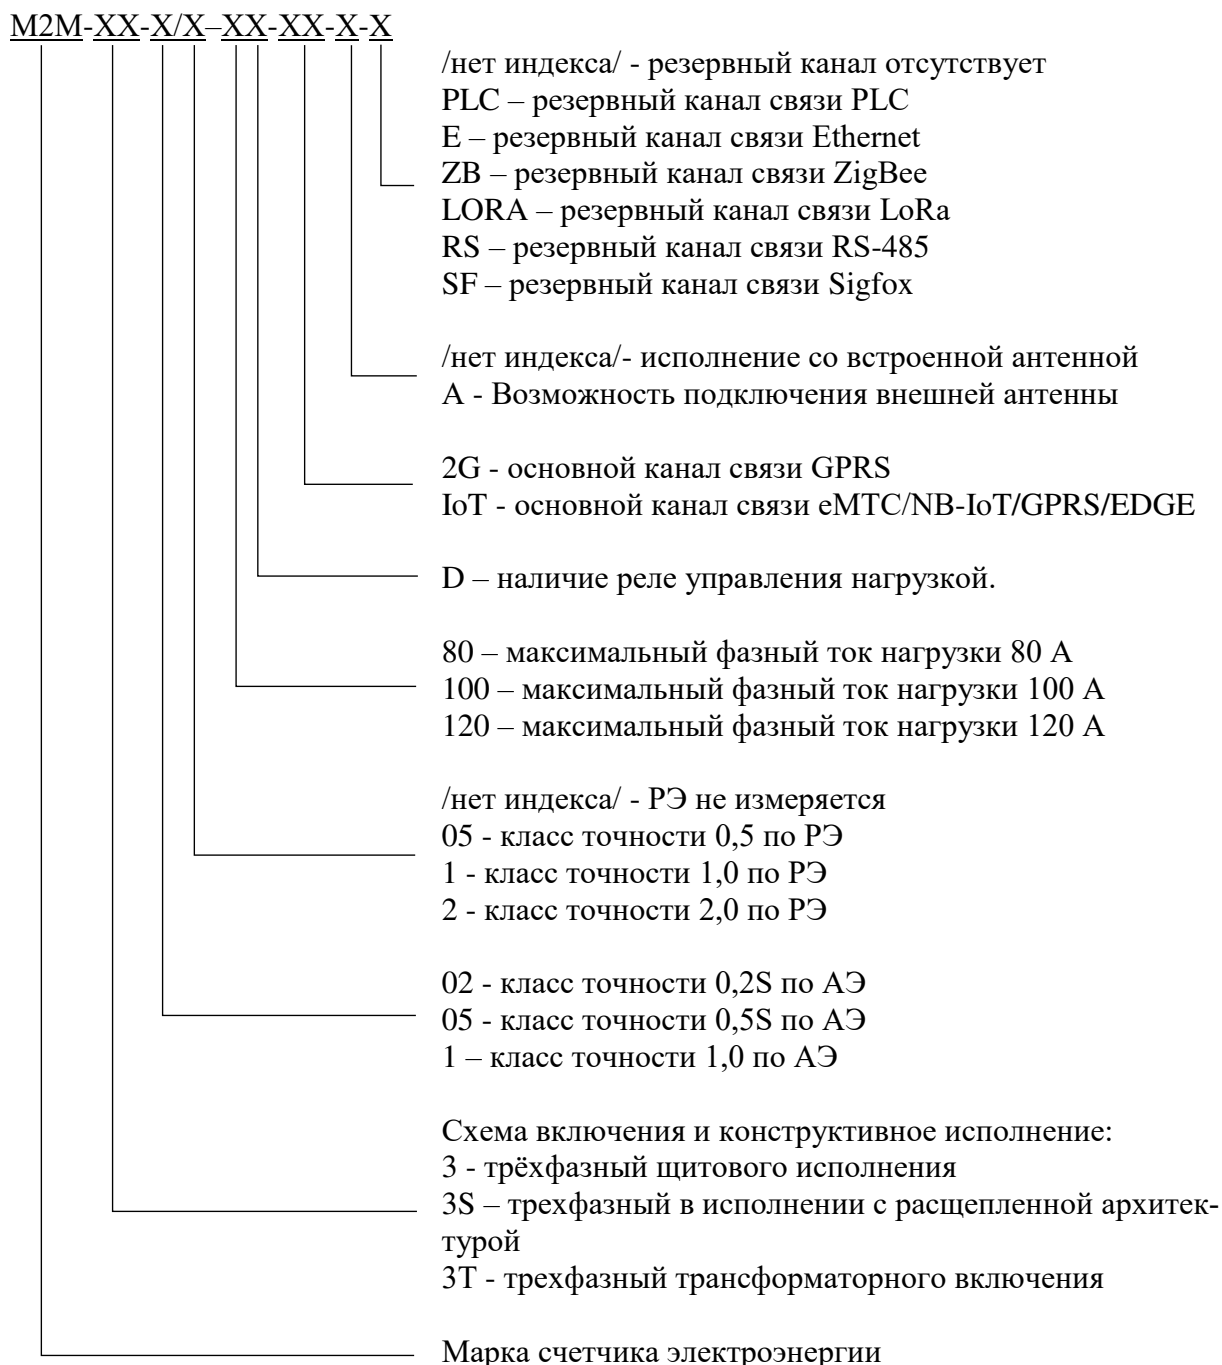 M2M-XX-X/X–XX-XX-X-X
/нет индекса/ - резервный канал отсутствует
PLC – резервный канал связи PLC
E – резервный канал связи Ethernet
ZB – резервный канал связи ZigBee
LORA – резервный канал связи LoRa
RS – резервный канал связи RS-485
SF – резервный канал связи Sigfox
/нет индекса/- исполнение со встроенной антенной
А - Возможность подключения внешней антенны
2G - основной канал связи GPRS
IoT - основной канал связи eMTC/NB-IoT/GPRS/EDGE
D – наличие реле управления нагрузкой.
80 – максимальный фазный ток нагрузки 80 А
100 – максимальный фазный ток нагрузки 100 А
120 – максимальный фазный ток нагрузки 120 А
/нет индекса/ - РЭ не измеряется
05 - класс точности 0,5 по РЭ
1 - класс точности 1,0 по РЭ
2 - класс точности 2,0 по РЭ
02 - класс точности 0,2S по АЭ
05 - класс точности 0,5S по АЭ
1 – класс точности 1,0 по АЭ
Схема включения и конструктивное исполнение:
3 - трёхфазный щитового исполнения
3S – трехфазный в исполнении с расщепленной архитек-
турой
3T - трехфазный трансформаторного включения
Марка счетчика электроэнергии